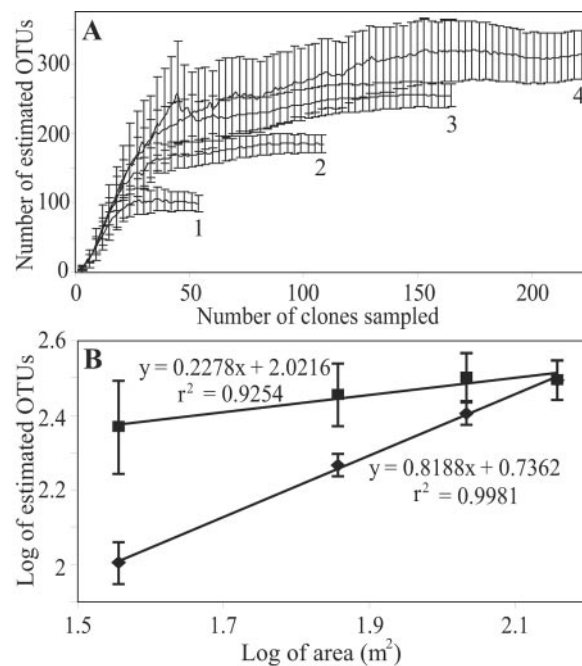 A
Number of estimated OTUs
300
200
100
0
1
2
3
4
0
50
100
150
200
Number of clones sampled
B
Log of estimated OTUs
2.6
2.4
2.2
2
y = 0.2278x + 2.0216
r² = 0.9254
y = 0.8188x + 0.7362
r² = 0.9981
1.5
1.7
1.9
2.1
Log of area (m²)